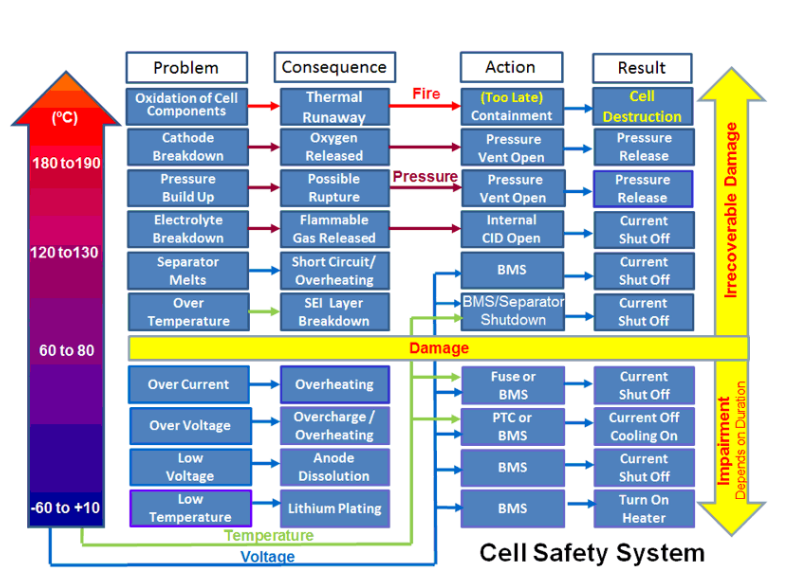 Problem
Consequence
Action
Result
Oxidation of Cell
Components
Thermal
Runaway
Fire
(Too Late)
Containment
Cell
Destruction
(ºC)
Cathode
Breakdown
Oxygen
Released
Pressure
Vent Open
Pressure
Release
180 to190
Pressure
Build Up
Possible
Rupture
Pressure
Pressure
Vent Open
Pressure
Release
Electrolyte
Breakdown
Flammable
Gas Released
Internal
CID Open
Current
Shut Off
120 to130
Separator
Melts
Short Circuit/
Overheating
BMS
Current
Shut Off
Over
Temperature
SEI Layer
Breakdown
BMS/Separator
Shutdown
Current
Shut Off
Irrecoverable Damage
60 to 80
Damage
Over Current
Overheating
Fuse or
BMS
Current
Shut Off
Over Voltage
Overcharge /
Overheating
PTC or
BMS
Current Off
Cooling On
Low
Voltage
Anode
Dissolution
BMS
Current
Shut Off
Impairment
Depends on Duration
-60 to +10
Low
Temperature
Lithium Plating
BMS
Turn On
Heater
Temperature
Voltage
Cell Safety System